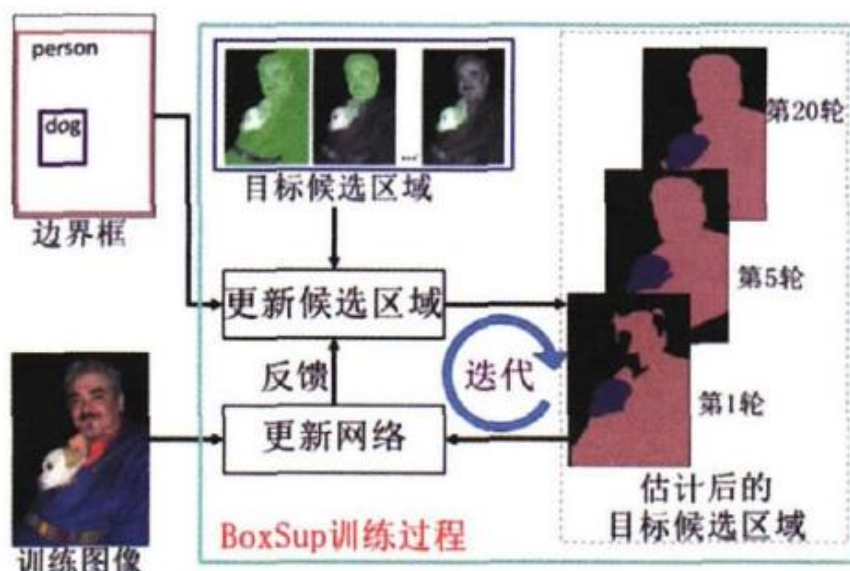 person
dog
边界框
目标候选区域
更新候选区域
反馈
更新网络
迭代
第20轮
第5轮
第1轮
估计后的
目标候选区域
训练图像
BoxSup训练过程